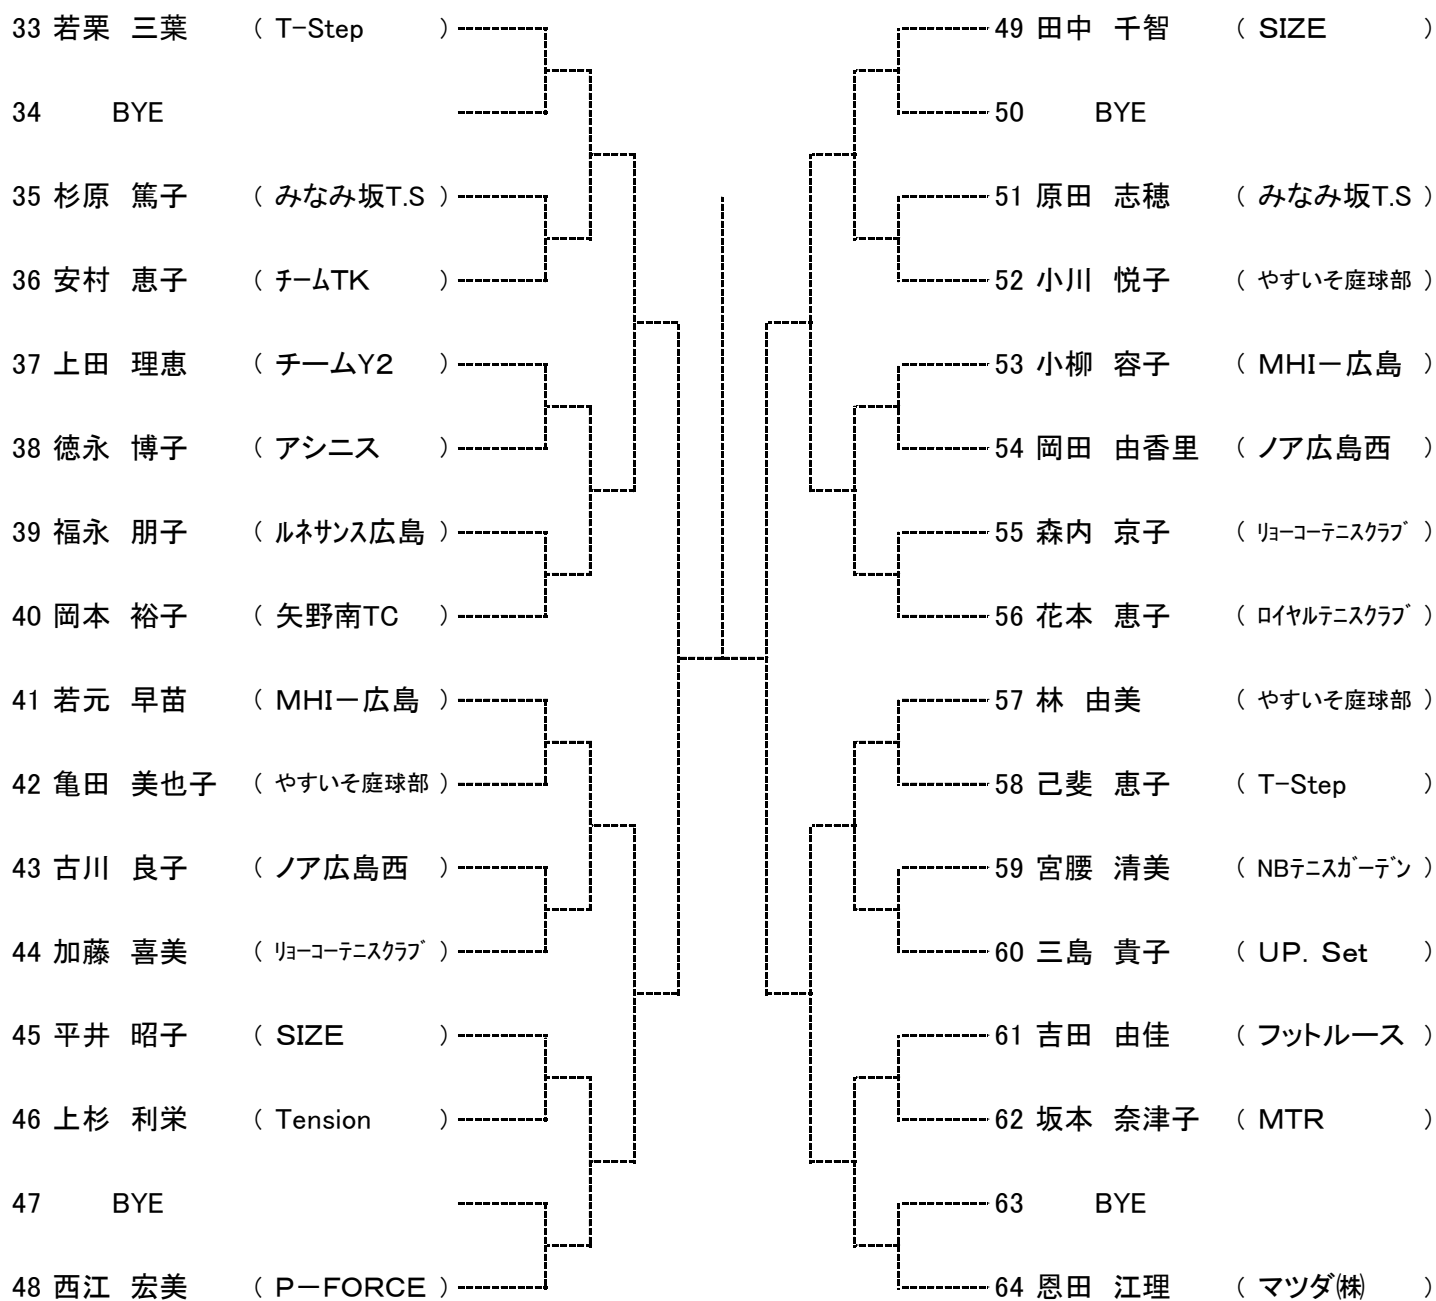 33 若栗 三葉 ( T-Step )
34 BYE
35 杉原 篤子 ( みなみ坂T.S )
36 安村 恵子 ( ﾁｰﾑTK )
37 上田 理恵 ( チームY2 )
38 徳永 博子 ( アシニス )
39 福永 朋子 ( ﾙﾈｻﾝｽ広島 )
40 岡本 裕子 ( 矢野南TC )
41 若元 早苗 ( MHI－広島 )
42 亀田 美也子 ( やすいそ庭球部 )
43 古川 良子 ( ノア広島西 )
44 加藤 喜美 ( ﾘｮｰｺｰﾃﾆｽｸﾗﾌﾞ )
45 平井 昭子 ( SIZE )
46 上杉 利栄 ( Tension )
47 BYE
48 西江 宏美 ( P－FORCE )
49 田中 千智 ( SIZE )
50 BYE
51 原田 志穂 ( みなみ坂T.S )
52 小川 悦子 ( やすいそ庭球部 )
53 小柳 容子 ( MHI－広島 )
54 岡田 由香里 ( ノア広島西 )
55 森内 京子 ( ﾘｮｰｺｰﾃﾆｽｸﾗﾌﾞ )
56 花本 恵子 ( ﾛｲﾔﾙﾃﾆｽｸﾗﾌﾞ )
57 林 由美 ( やすいそ庭球部 )
58 己斐 恵子 ( T-Step )
59 宮腰 清美 ( NBﾃﾆｽｶﾞｰﾃﾞﾝ )
60 三島 貴子 ( UP. Set )
61 吉田 由佳 ( フットルース )
62 坂本 奈津子 ( MTR )
63 BYE
64 恩田 江理 ( マツダ㈱ )